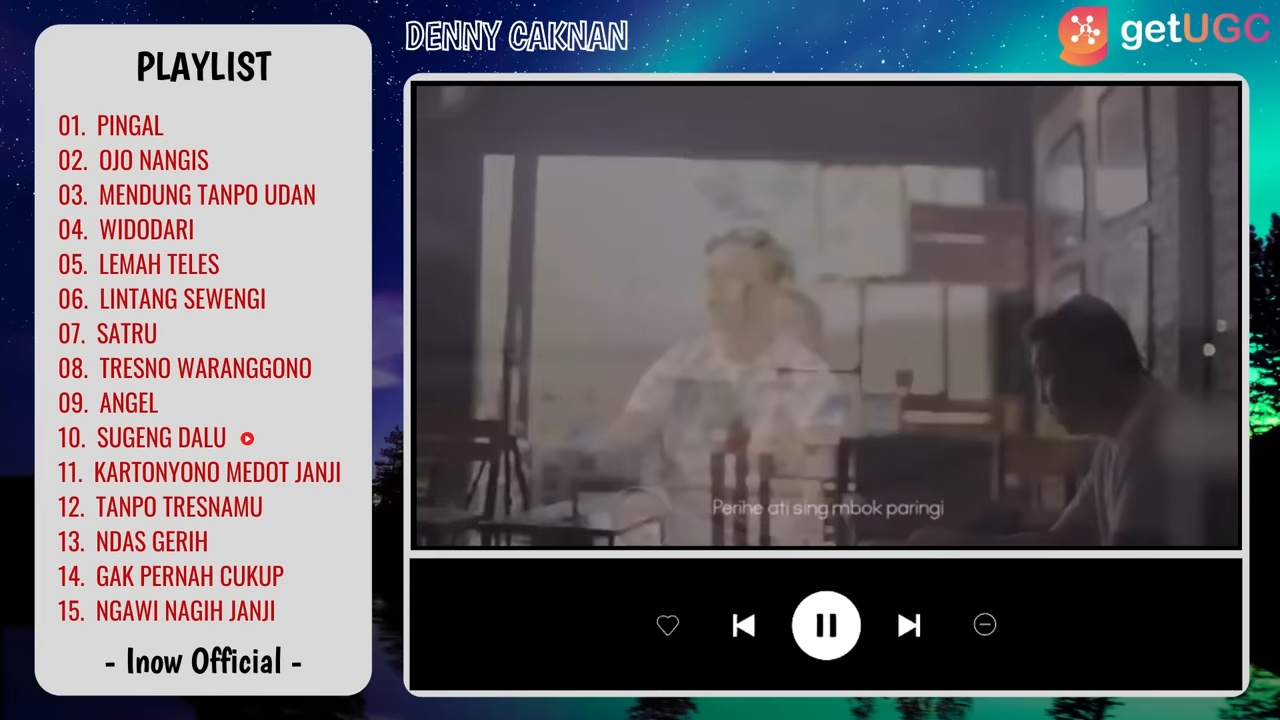 PLAYLIST
01. PINGAL
02. OJO NANGIS
03. MENDUNG TANPO UDAN
04. WIDODARI
05. LEMAH TELES
06. LINTANG SEWENGI
07. SATRU
08. TRESNO WARANGGONO
09. ANGEL
10. SUGENG DALU
11. KARTONYONO MEDOT JANJI
12. TANPO TRESNAMU
13. NDAS GERIH
14. GAK PERNAH CUKUP
15. NGAWI NAGIH JANJI
- Inow Official -
DENNY CAKNAN
getUGC
Perihe ati sing mbok paringi